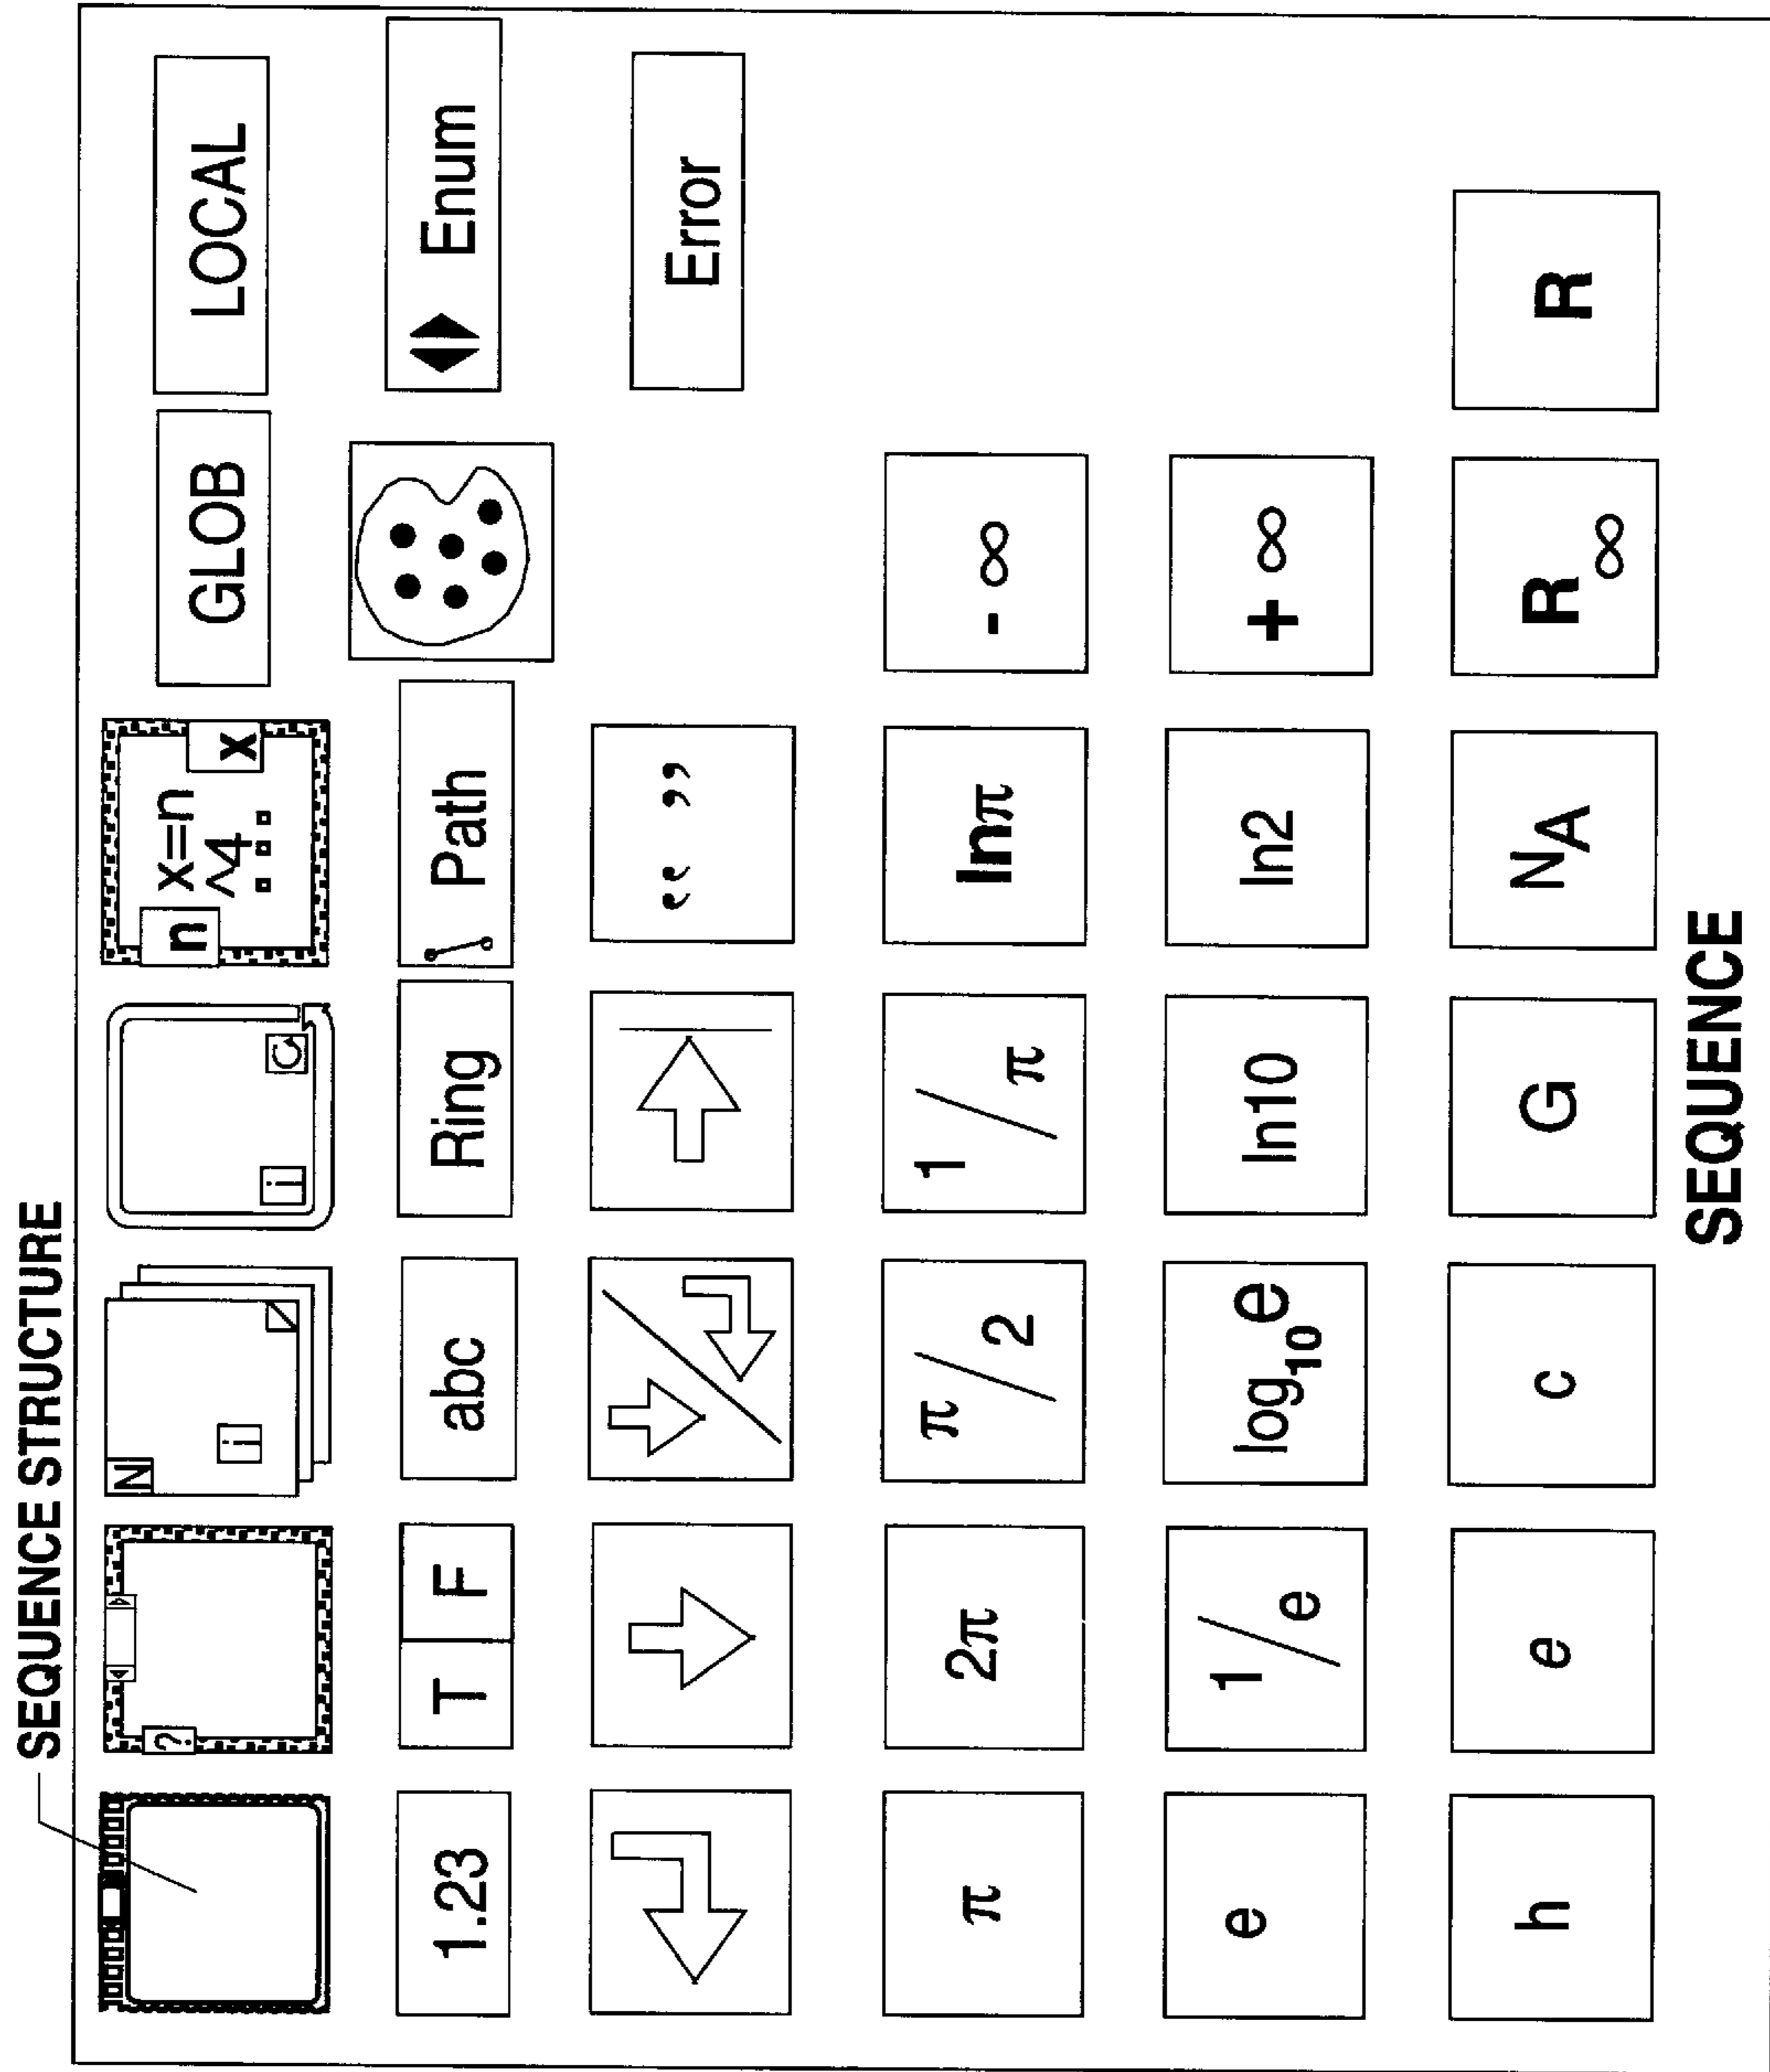 SEQUENCE STRUCTURE
? N i i n x=n ^4 x GLOB LOCAL
1.23 T F abc Ring Path Enum
“ ” Error
π 2π π/2 1/π lnπ - ∞
e 1/e log10e ln10 ln2 + ∞
h e c G NA R∞ R
SEQUENCE